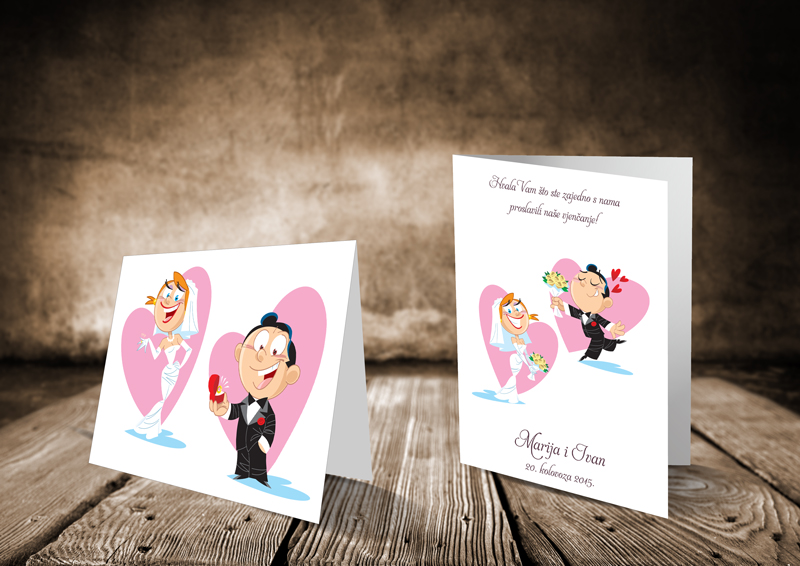 Hvala Vam što ste zajedno s nama
proslavili naše vjenčanje!
Marija i Ivan
20. kolovoza 2015.